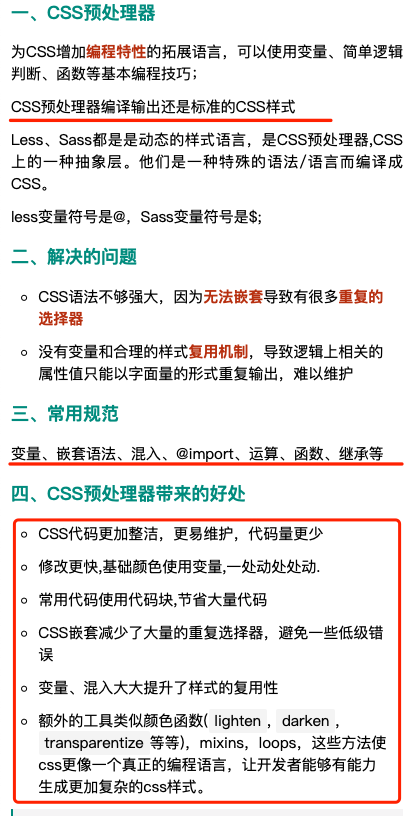 一、CSS预处理器
为CSS增加编程特性的拓展语言，可以使用变量、简单逻辑
判断、函数等基本编程技巧；
CSS预处理器编译输出还是标准的CSS样式
Less、Sass都是是动态的样式语言，是CSS预处理器,CSS
上的一种抽象层。他们是一种特殊的语法/语言而编译成
CSS。
less变量符号是@，Sass变量符号是$;
二、解决的问题
CSS语法不够强大，因为无法嵌套导致有很多重复的
选择器
没有变量和合理的样式复用机制，导致逻辑上相关的
属性值只能以字面量的形式重复输出，难以维护
三、常用规范
变量、嵌套语法、混入、@import、运算、函数、继承等
四、CSS预处理器带来的好处
CSS代码更加整洁，更易维护，代码量更少
修改更快,基础颜色使用变量,一处动处处动.
常用代码使用代码块,节省大量代码
CSS嵌套减少了大量的重复选择器，避免一些低级错
误
变量、混入大大提升了样式的复用性
额外的工具类似颜色函数( lighten ，darken ，
transparentize 等等)，mixins，loops，这些方法使
css更像一个真正的编程语言，让开发者能够有能力
生成更加复杂的css样式。